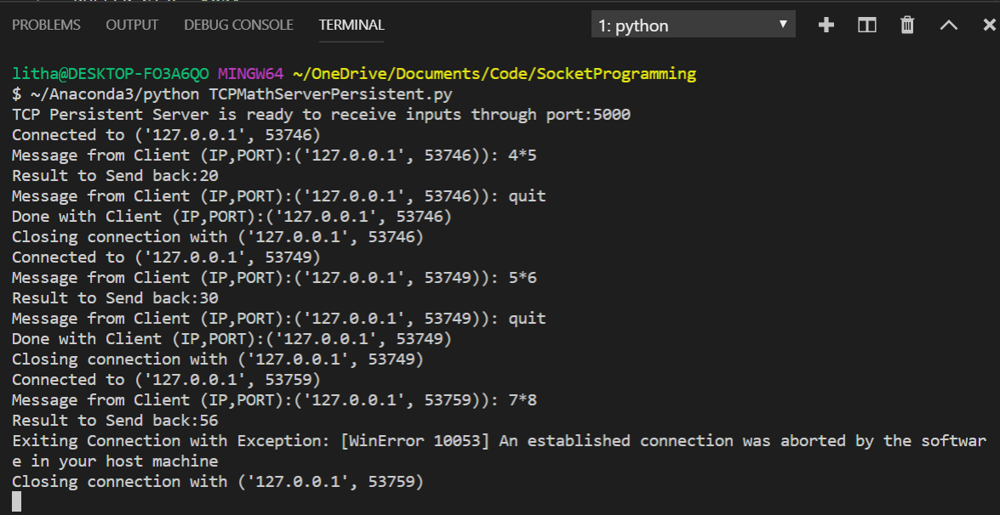 PROBLEMS OUTPUT DEBUG CONSOLE TERMINAL 1: python
litha@DESKTOP-FO3A6QO MINGW64 ~/OneDrive/Documents/Code/SocketProgramming
$ ~/Anaconda3/python TCPMathServerPersistent.py
TCP Persistent Server is ready to receive inputs through port:5000
Connected to ('127.0.0.1', 53746)
Message from Client (IP,PORT):('127.0.0.1', 53746)): 4*5
Result to Send back:20
Message from Client (IP,PORT):('127.0.0.1', 53746)): quit
Done with Client (IP,PORT):('127.0.0.1', 53746)
Closing connection with ('127.0.0.1', 53746)
Connected to ('127.0.0.1', 53749)
Message from Client (IP,PORT):('127.0.0.1', 53749)): 5*6
Result to Send back:30
Message from Client (IP,PORT):('127.0.0.1', 53749)): quit
Done with Client (IP,PORT):('127.0.0.1', 53749)
Closing connection with ('127.0.0.1', 53749)
Connected to ('127.0.0.1', 53759)
Message from Client (IP,PORT):('127.0.0.1', 53759)): 7*8
Result to Send back:56
Exiting Connection with Exception: [WinError 10053] An established connection was aborted by the softwar
e in your host machine
Closing connection with ('127.0.0.1', 53759)